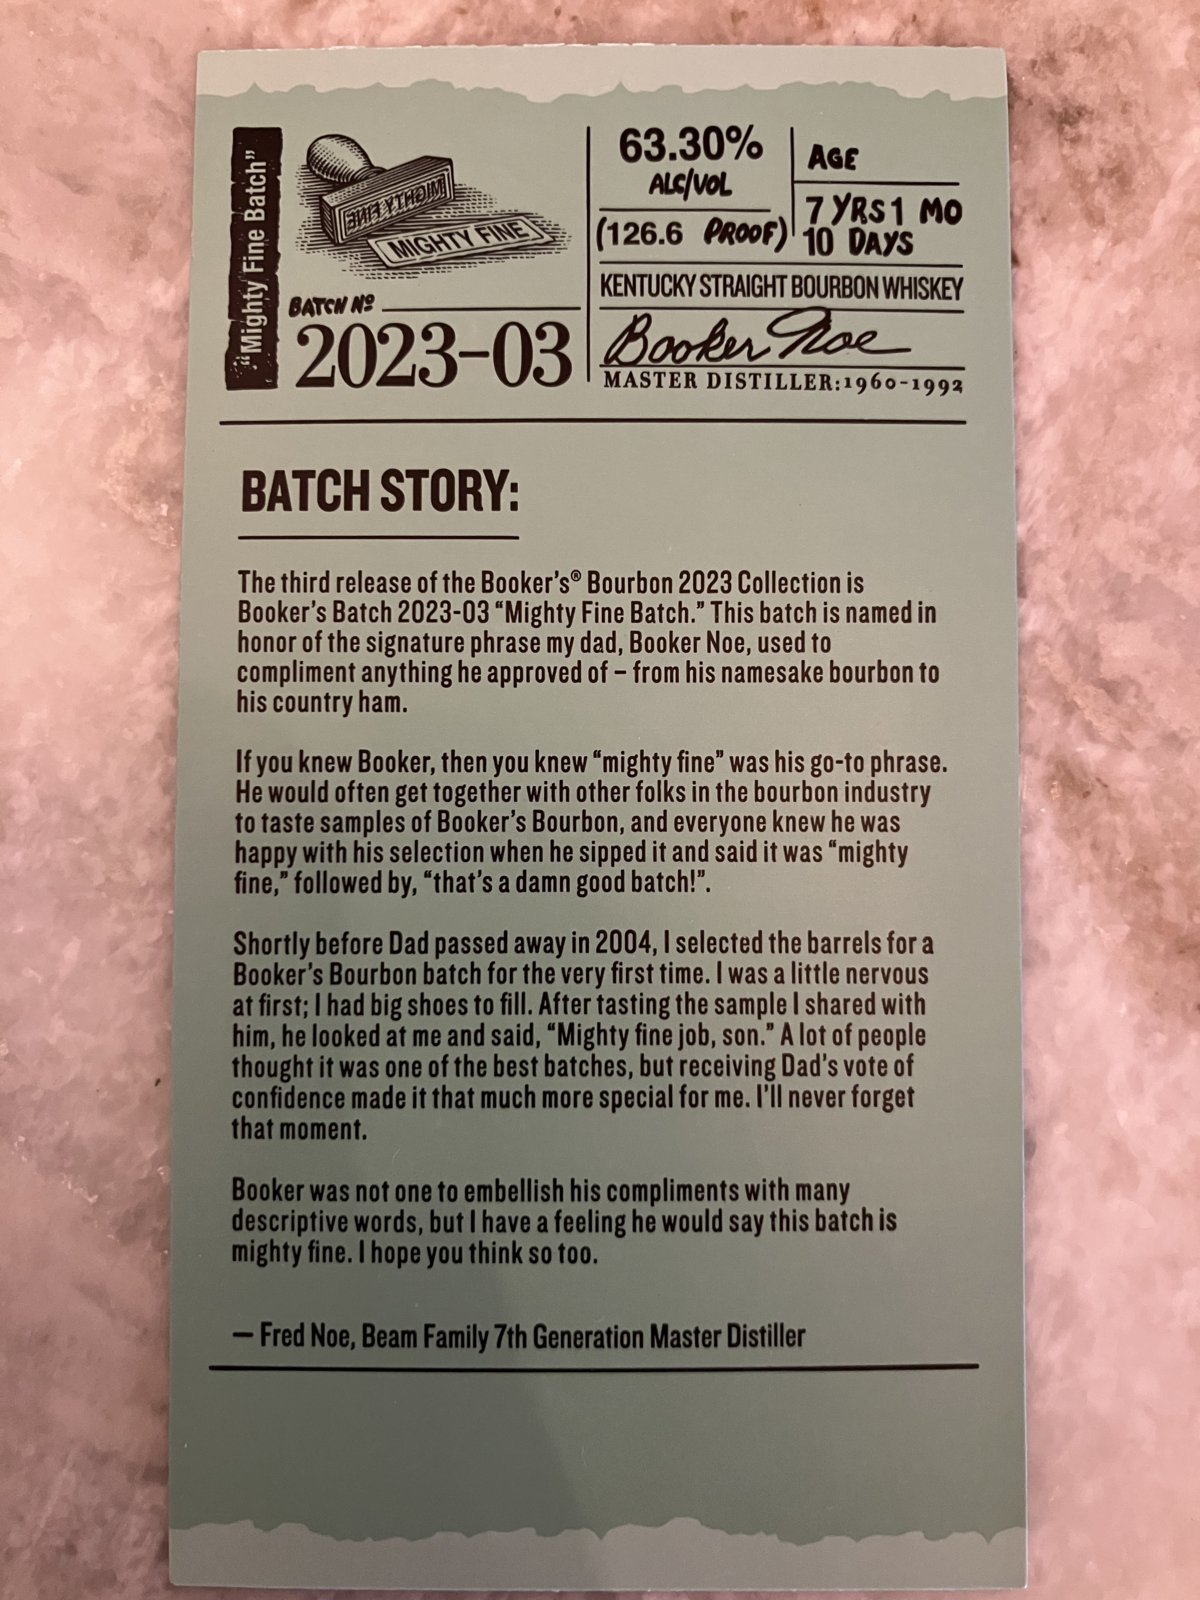 "Mighty Fine Batch"
MIGHTY FINE
MIGHTY FINE
BATCH Nº
2023-03
63.30%
ALC/VOL
(126.6 PROOF)
AGE
7 YRS 1 MO
10 DAYS
KENTUCKY STRAIGHT BOURBON WHISKEY
Booker Noe
MASTER DISTILLER:1960-1992
BATCH STORY:
The third release of the Booker's® Bourbon 2023 Collection is
Booker's Batch 2023-03 “Mighty Fine Batch.” This batch is named in
honor of the signature phrase my dad, Booker Noe, used to
compliment anything he approved of – from his namesake bourbon to
his country ham.
If you knew Booker, then you knew “mighty fine” was his go-to phrase.
He would often get together with other folks in the bourbon industry
to taste samples of Booker's Bourbon, and everyone knew he was
happy with his selection when he sipped it and said it was “mighty
fine,” followed by, “that's a damn good batch!”.
Shortly before Dad passed away in 2004, I selected the barrels for a
Booker's Bourbon batch for the very first time. I was a little nervous
at first; I had big shoes to fill. After tasting the sample I shared with
him, he looked at me and said, “Mighty fine job, son.” A lot of people
thought it was one of the best batches, but receiving Dad's vote of
confidence made it that much more special for me. I'll never forget
that moment.
Booker was not one to embellish his compliments with many
descriptive words, but I have a feeling he would say this batch is
mighty fine. I hope you think so too.
— Fred Noe, Beam Family 7th Generation Master Distiller